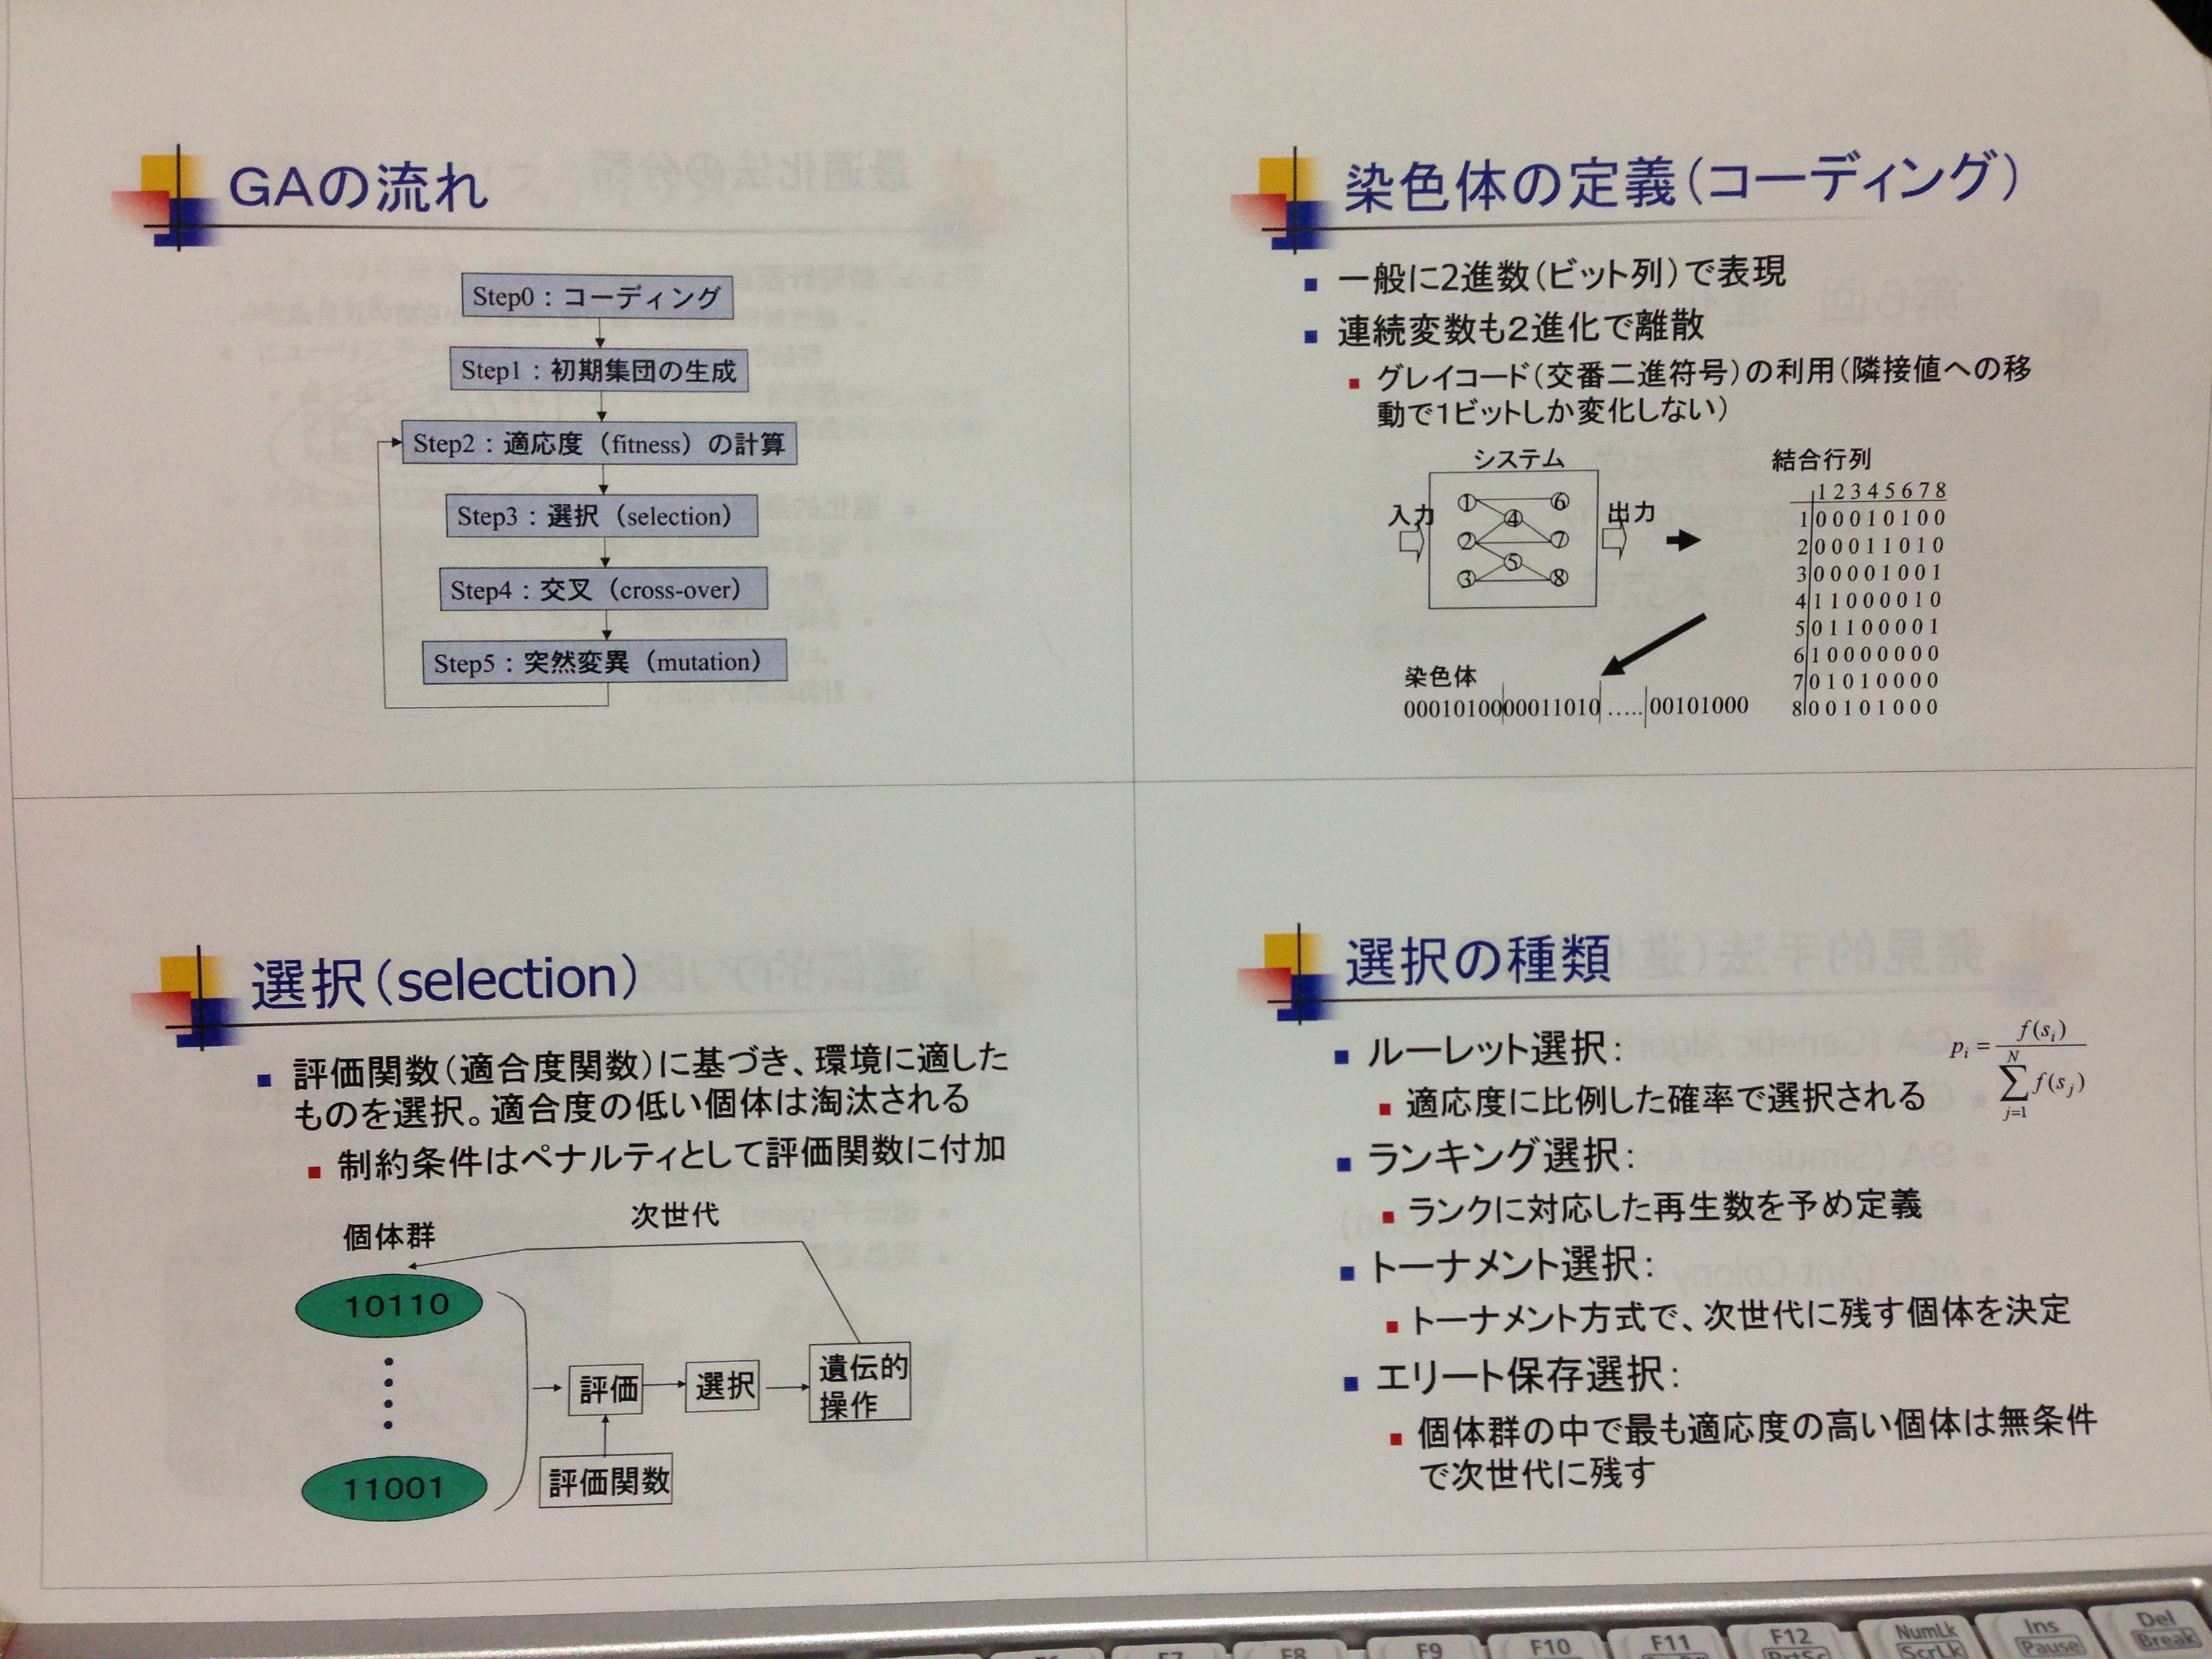 GAの流れ
Step0：コーディング
Step1：初期集団の生成
Step2：適応度（fitness）の計算
Step3：選択（selection）
Step4：交叉（cross-over）
Step5：突然変異（mutation）
染色体の定義（コーディング）
一般に2進数（ビット列）で表現
連続変数も２進化で離散
グレイコード（交番二進符号）の利用（隣接値への移
動で１ビットしか変化しない）
システム
入力
出力
① ⑥
④
② ⑦
⑤
③ ⑧
結合行列
1 2 3 4 5 6 7 8
1 0 0 0 1 0 1 0 0
2 0 0 0 1 1 0 1 0
3 0 0 0 0 1 0 0 1
4 1 1 0 0 0 0 1 0
5 0 1 1 0 0 0 0 1
6 1 0 0 0 0 0 0 0
7 0 1 0 1 0 0 0 0
8 0 0 1 0 1 0 0 0
染色体
0001010000011010 ….. 00101000
選択（selection）
評価関数（適合度関数）に基づき、環境に適した
ものを選択。適合度の低い個体は淘汰される
制約条件はペナルティとして評価関数に付加
次世代
個体群
10110
11001
評価
選択
遺伝的
操作
評価関数
選択の種類
ルーレット選択：
p_i = f(s_i) / Σ_{j=1}^{N} f(s_j)
適応度に比例した確率で選択される
ランキング選択：
ランクに対応した再生数を予め定義
トーナメント選択：
トーナメント方式で、次世代に残す個体を決定
エリート保存選択：
個体群の中で最も適応度の高い個体は無条件
で次世代に残す
F7 F8 F9 F10 F11 F12 NumLk Ins Del
ScrLk Pause Break